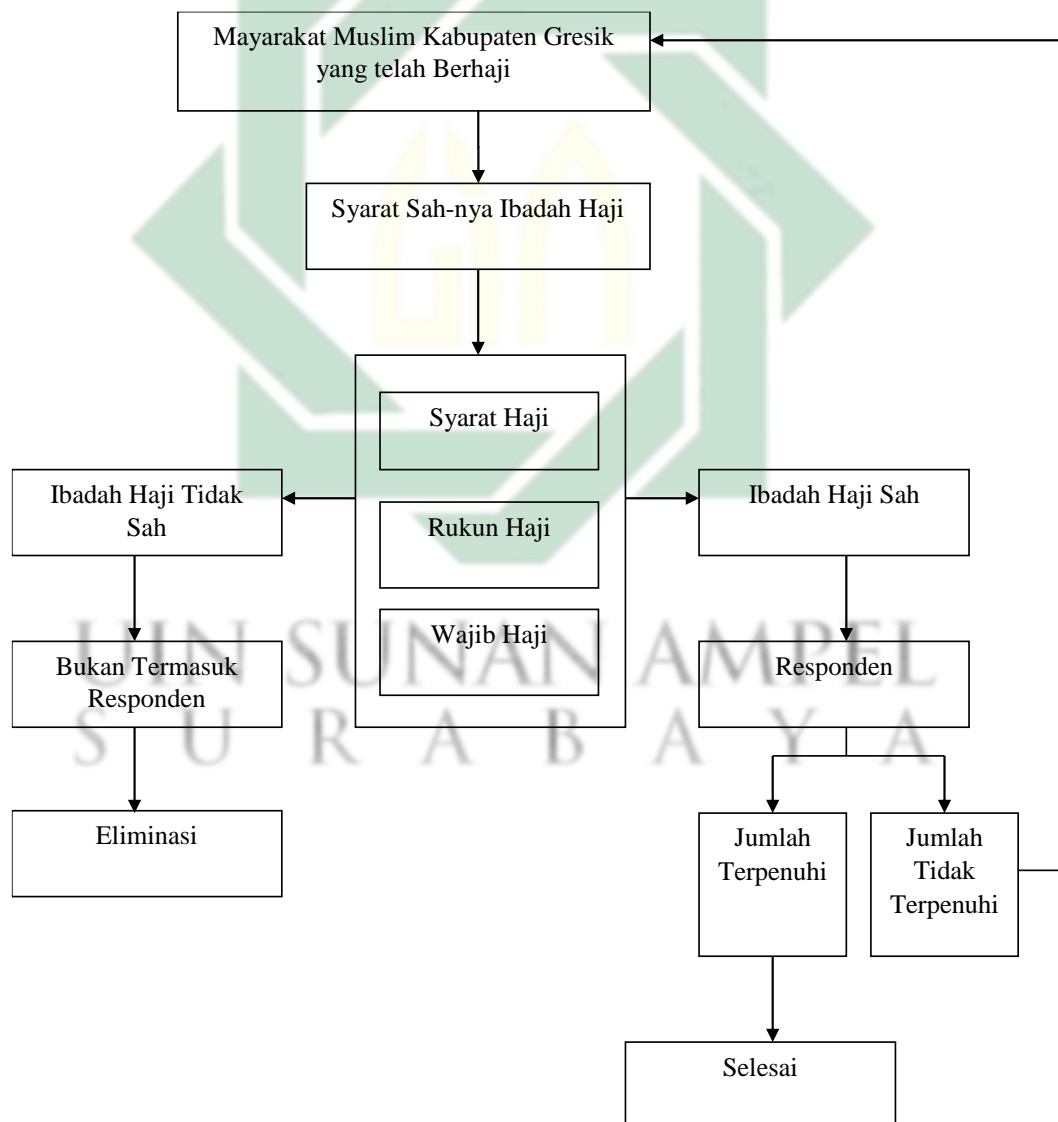 Mayarakat Muslim Kabupaten Gresik
yang telah Berhaji
Syarat Sah-nya Ibadah Haji
Syarat Haji
Ibadah Haji Tidak
Sah
Rukun Haji
Ibadah Haji Sah
Wajib Haji
Bukan Termasuk
Responden
Responden
UIN SUNAN AMPEL
SURABAYA
Eliminasi
Jumlah
Terpenuhi
Jumlah
Tidak
Terpenuhi
Selesai